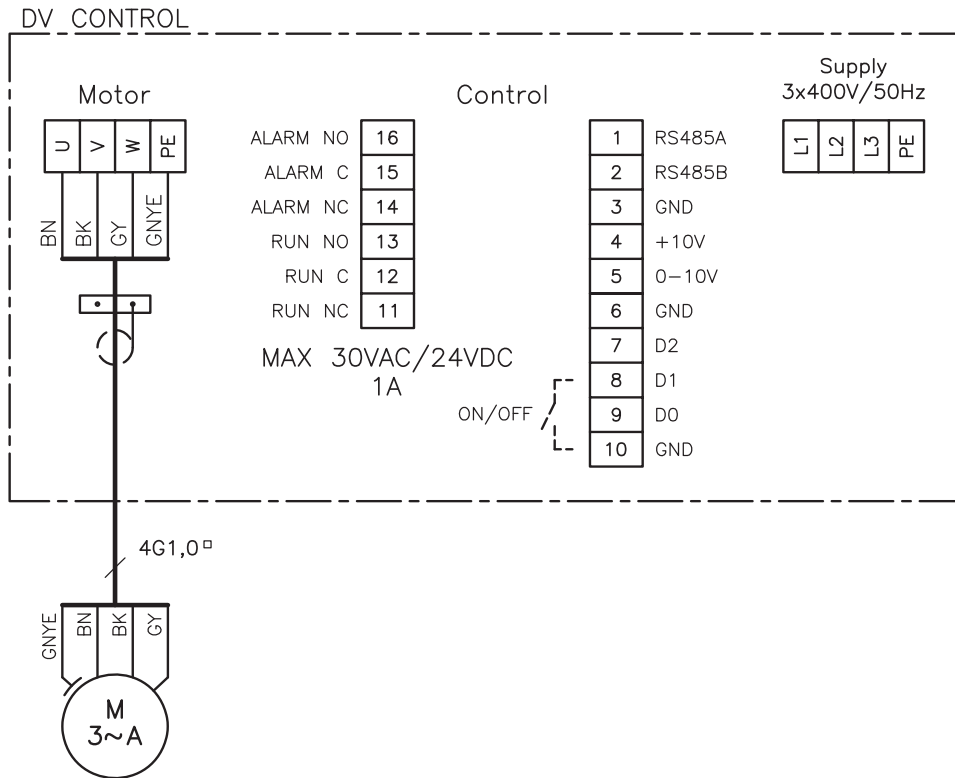 DV CONTROL
Motor
U V W PE
BN BK GY GNYE
Control
ALARM NO 16
ALARM C 15
ALARM NC 14
RUN NO 13
RUN C 12
RUN NC 11
MAX 30VAC/24VDC
1A
1 RS485A
2 RS485B
3 GND
4 +10V
5 0-10V
6 GND
7 D2
8 D1
9 D0
10 GND
ON/OFF
Supply
3x400V/50Hz
L1 L2 L3 PE
4G1,0□
GNYE BN BK GY
M
3~A